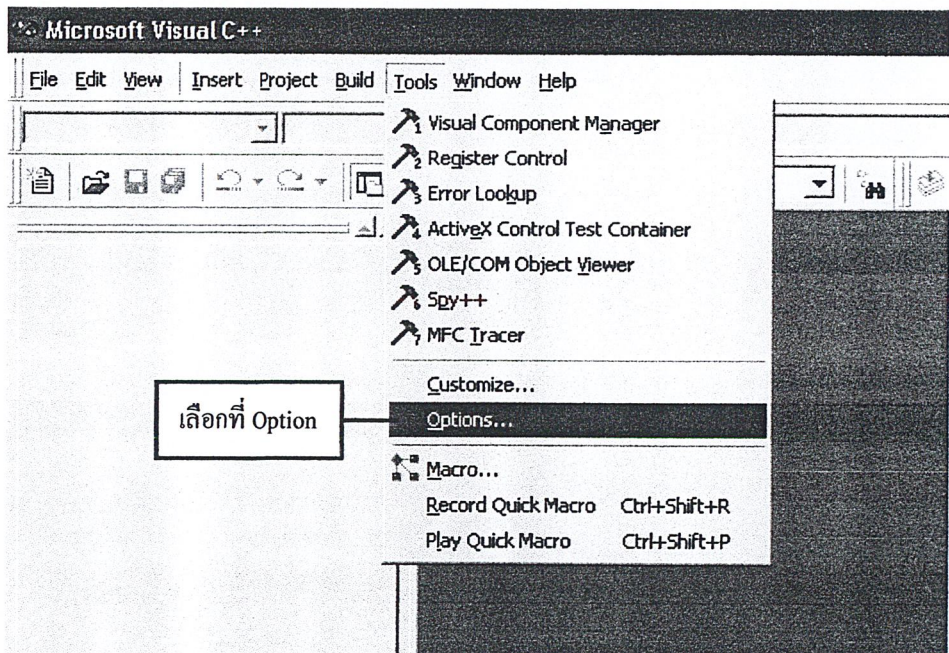 Microsoft Visual C++
File Edit View Insert Project Build Tools Window Help
Visual Component Manager
Register Control
Error Lookup
ActiveX Control Test Container
OLE/COM Object Viewer
Spy++
MFC Tracer
Customize...
เลือกที่ Option
Options...
Macro...
Record Quick Macro Ctrl+Shift+R
Play Quick Macro Ctrl+Shift+P